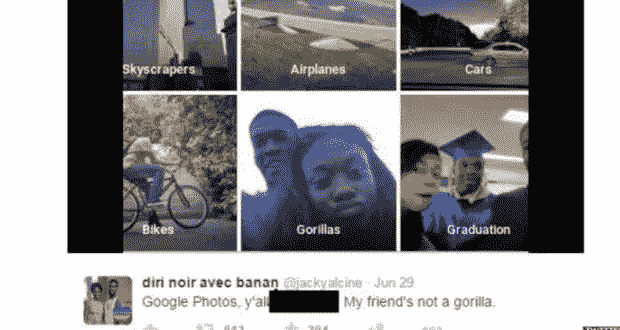 Skyscrapers Airplanes Cars
Bikes Gorillas Graduation
diri noir avec banan @jackyalcine · Jun 29
Google Photos, y'all My friend's not a gorilla.